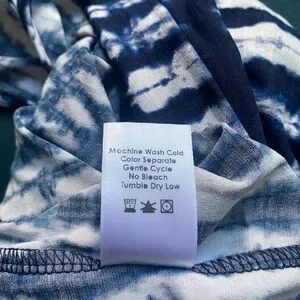 Machine Wash Cold
Color Separate
Gentle Cycle
No Bleach
Tumble Dry Low